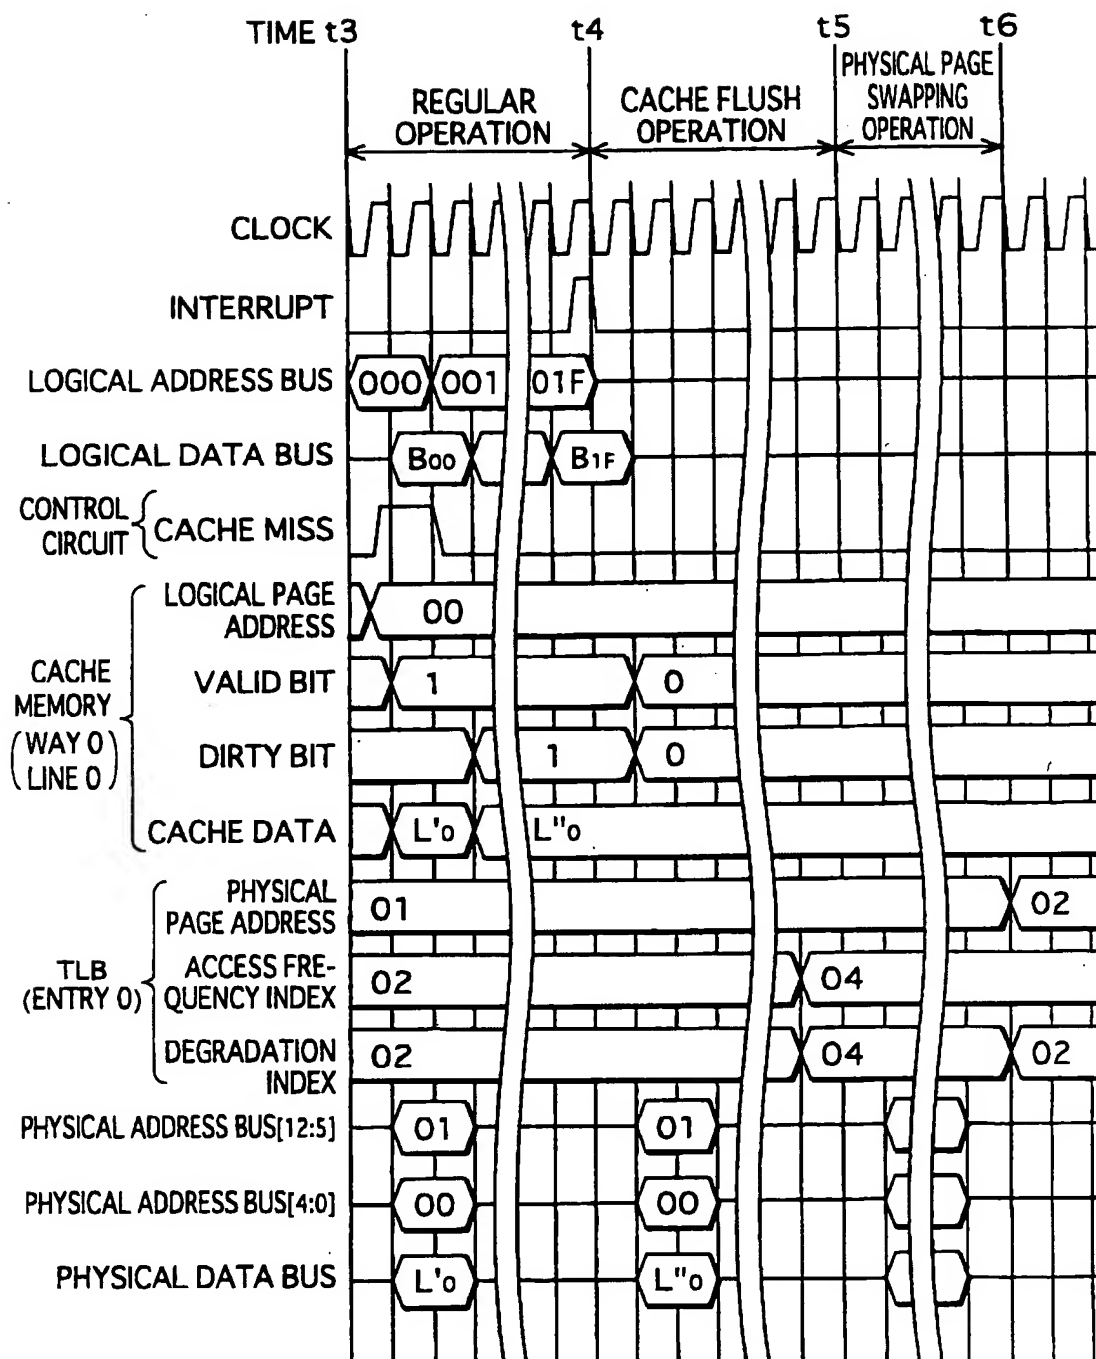 TIME t3 t4 t5 t6
REGULAR
OPERATION
CACHE FLUSH
OPERATION
PHYSICAL PAGE
SWAPPING
OPERATION
CLOCK
INTERRUPT
LOGICAL ADDRESS BUS 000 001 01F
LOGICAL DATA BUS B00 B1F
CONTROL
CIRCUIT
CACHE MISS
CACHE
MEMORY
(WAY 0
LINE 0)
LOGICAL PAGE
ADDRESS
00
VALID BIT 1 0
DIRTY BIT 1 0
CACHE DATA L'0 L"0
TLB
(ENTRY 0)
PHYSICAL
PAGE ADDRESS
01 02
ACCESS FRE-
QUENCY INDEX
02 04
DEGRADATION
INDEX
02 04 02
PHYSICAL ADDRESS BUS[12:5] 01 01
PHYSICAL ADDRESS BUS[4:0] 00 00
PHYSICAL DATA BUS L'0 L"0